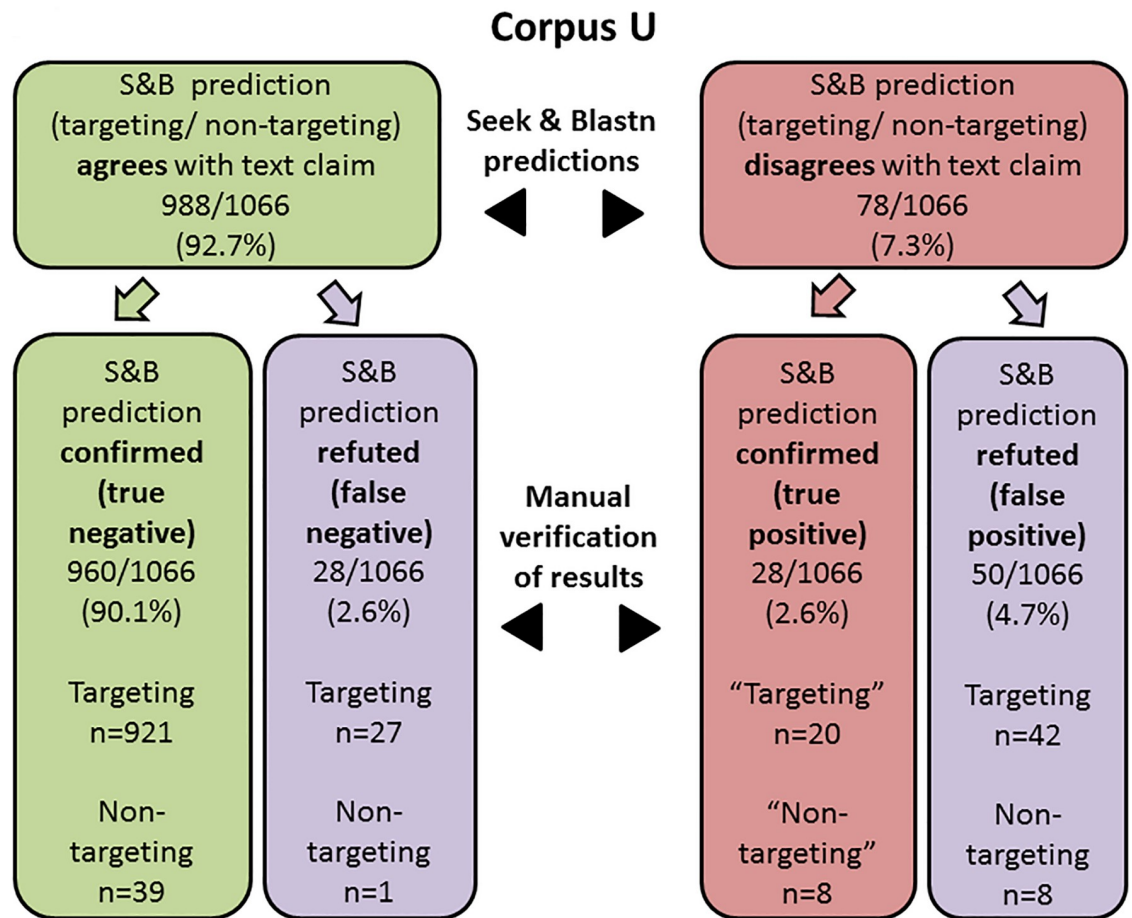 Corpus U
S&B prediction
(targeting/ non-targeting)
agrees with text claim
988/1066
(92.7%)
Seek & Blastn
predictions
S&B prediction
(targeting/ non-targeting)
disagrees with text claim
78/1066
(7.3%)
S&B
prediction
confirmed
(true
negative)
960/1066
(90.1%)
Targeting
n=921
Non-
targeting
n=39
S&B
prediction
refuted
(false
negative)
28/1066
(2.6%)
Targeting
n=27
Non-
targeting
n=1
Manual
verification
of results
S&B
prediction
confirmed
(true
positive)
28/1066
(2.6%)
“Targeting”
n=20
“Non-
targeting”
n=8
S&B
prediction
refuted
(false
positive)
50/1066
(4.7%)
Targeting
n=42
Non-
targeting
n=8